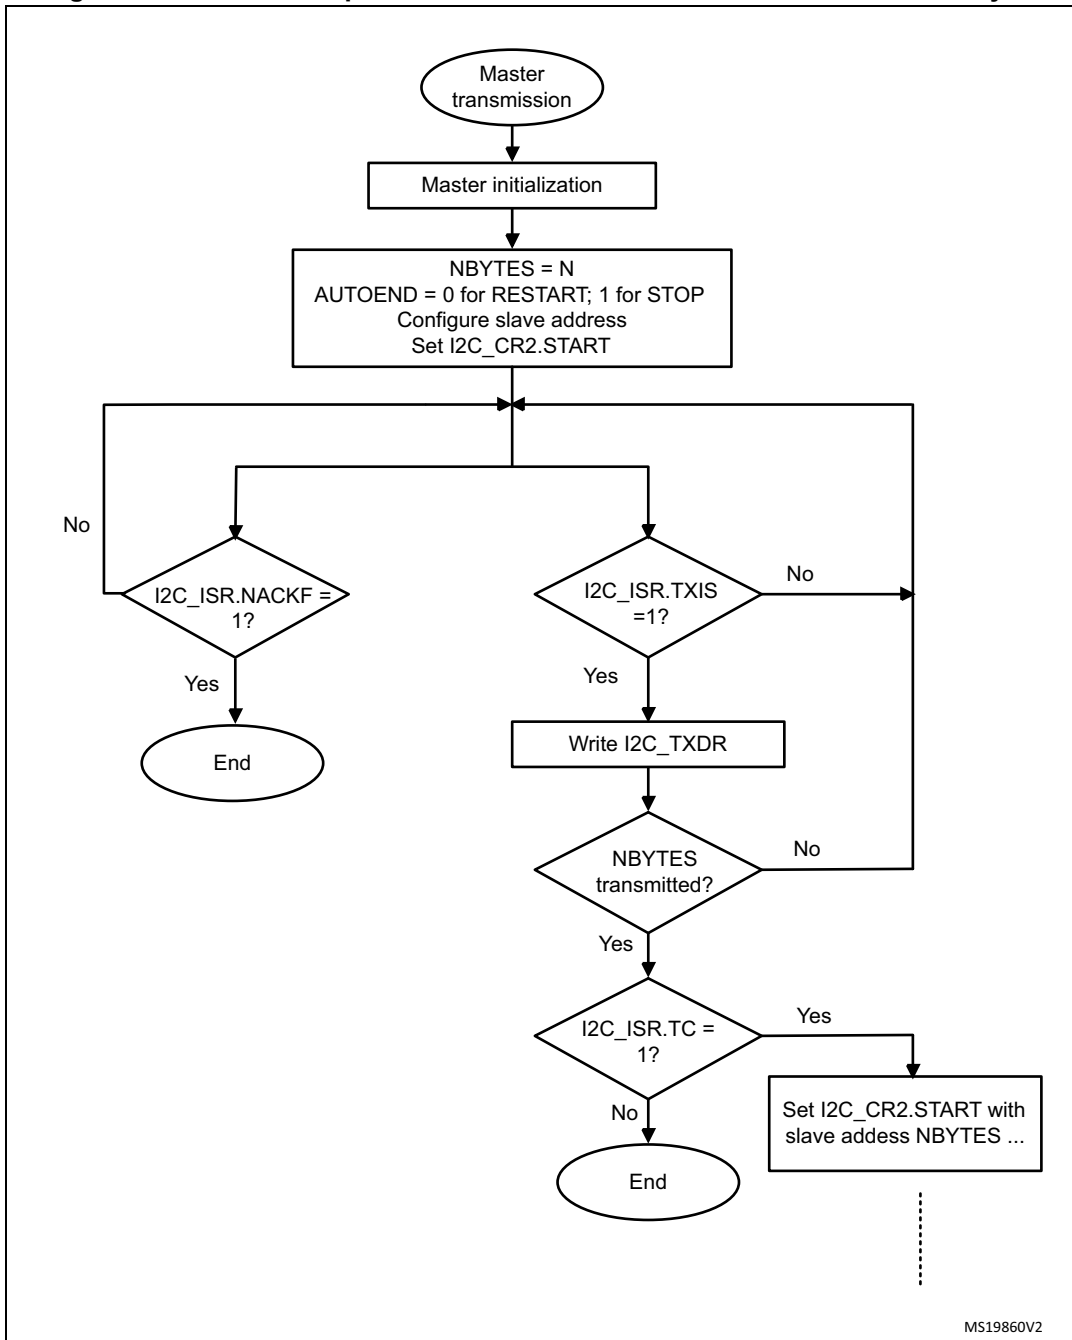 Master
transmission
Master initialization
NBYTES = N
AUTOEND = 0 for RESTART; 1 for STOP
Configure slave address
Set I2C_CR2.START
No
I2C_ISR.NACKF =
1?
Yes
End
I2C_ISR.TXIS
=1?
No
Yes
Write I2C_TXDR
NBYTES
transmitted?
No
Yes
I2C_ISR.TC =
1?
Yes
No
Set I2C_CR2.START with
slave addess NBYTES ...
End
MS19860V2